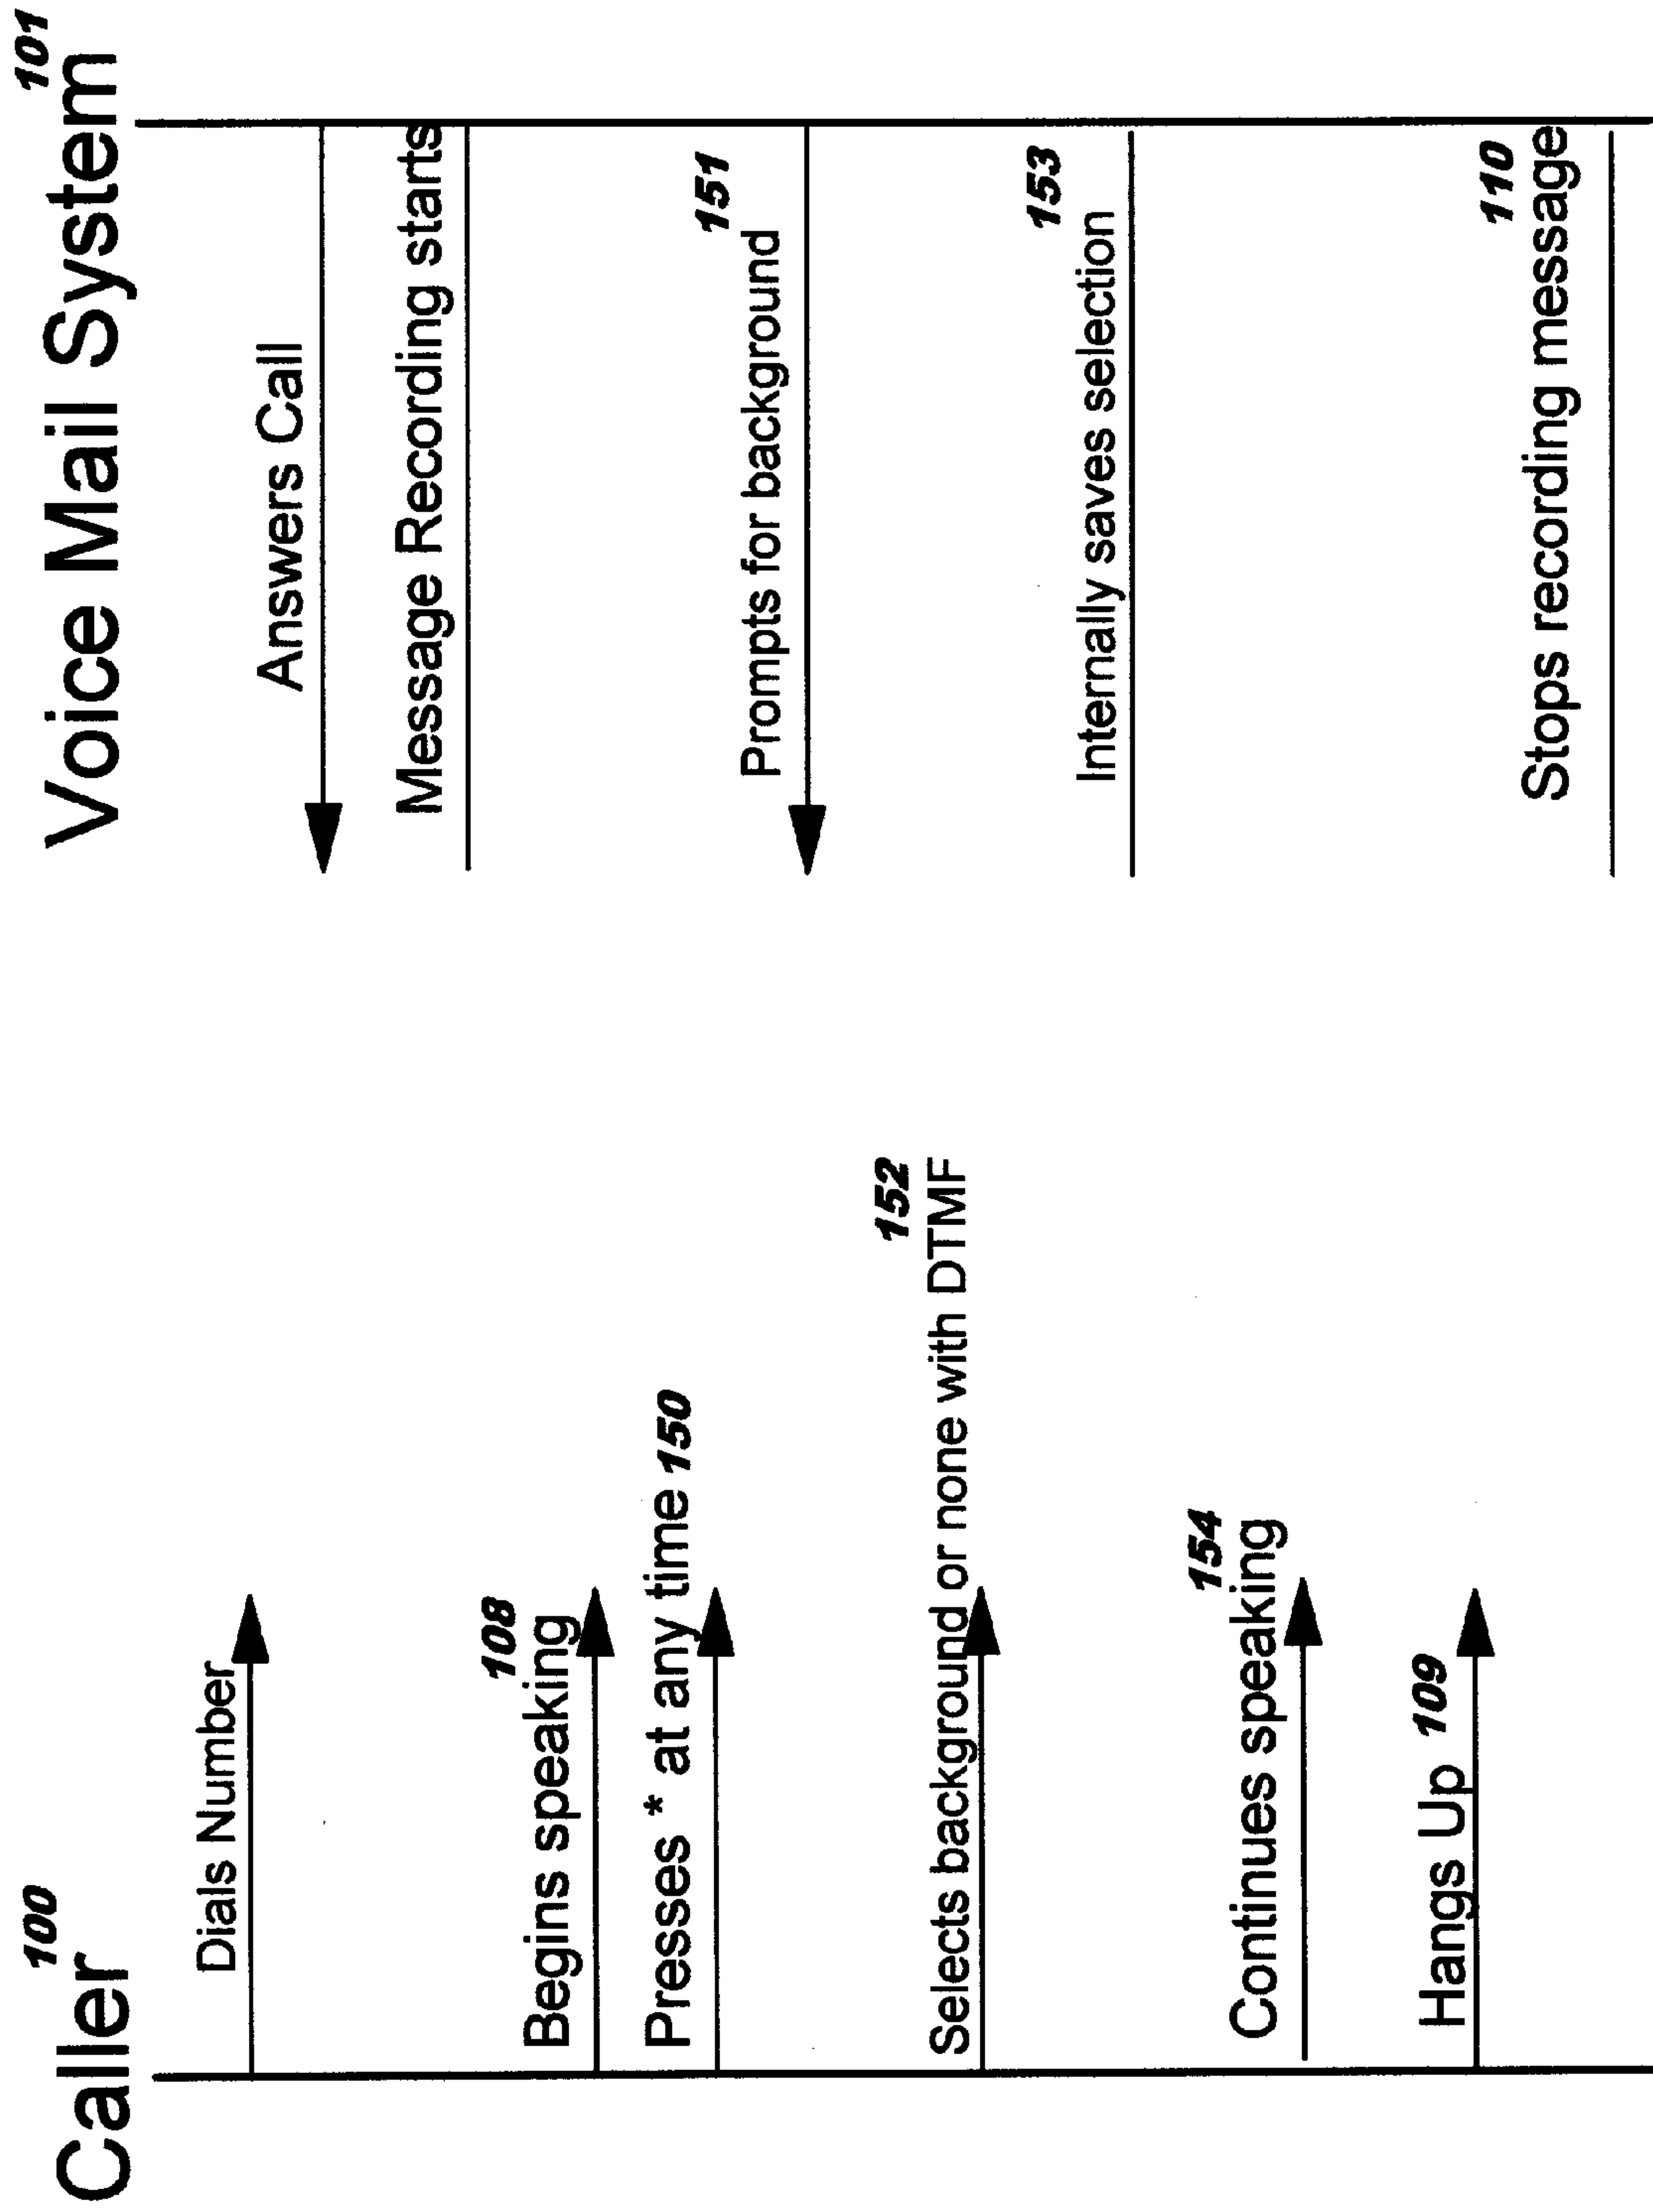 Caller 100
Voice Mail System 101
Dials Number
Answers Call
Message Recording starts
108
Begins speaking
Presses * at any time 150
151
Prompts for background
152
Selects background or none with DTMF
153
Internally saves selection
154
Continues speaking
Hangs Up 109
110
Stops recording message